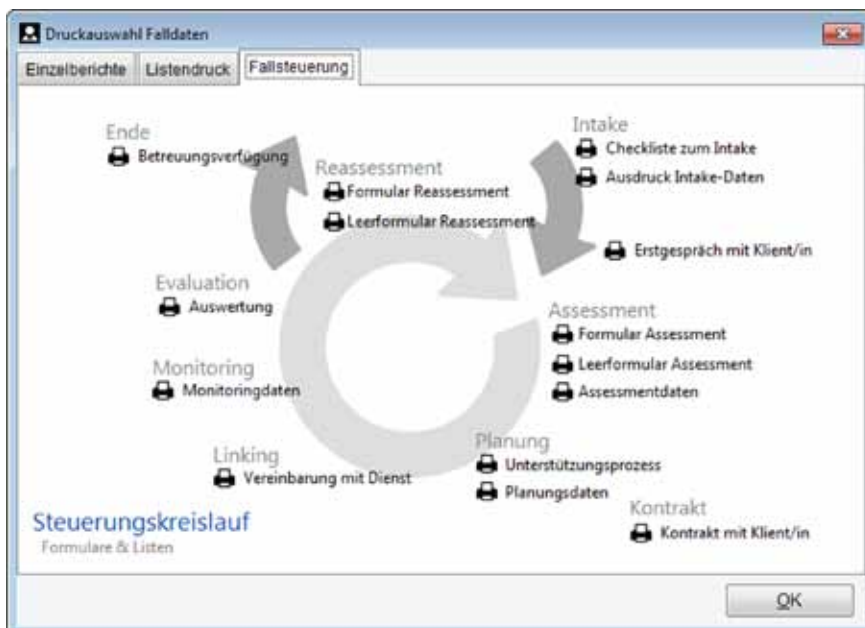 Druckauswahl Falldaten
Einzelberichte
Listendruck
Fallsteuerung
Ende
Betreuungsverfügung
Reassessment
Formular Reassessment
Leerformular Reassessment
Intake
Checkliste zum Intake
Ausdruck Intake-Daten
Erstgespräch mit Klient/in
Evaluation
Auswertung
Assessment
Formular Assessment
Leerformular Assessment
Assessmentdaten
Monitoring
Monitoringdaten
Linking
Vereinbarung mit Dienst
Planung
Unterstützungsprozess
Planungsdaten
Kontrakt
Kontrakt mit Klient/in
Steuerungskreislauf
Formulare & Listen
OK